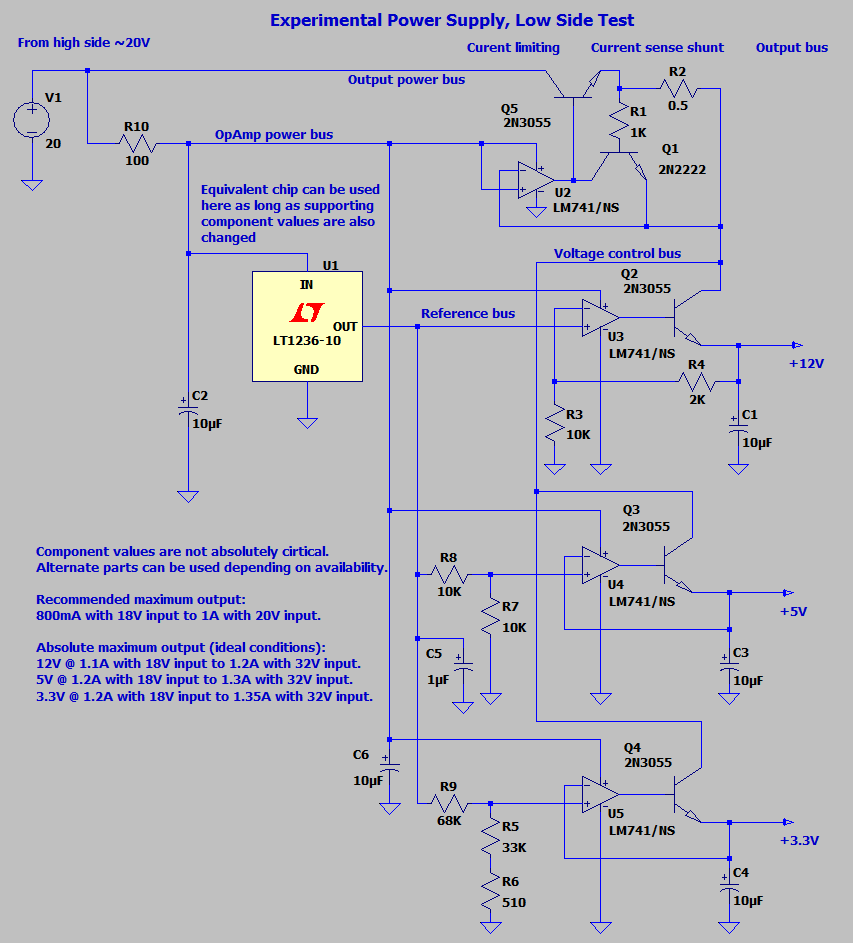 Experimental Power Supply, Low Side Test
From high side ~20V
Curent limiting
Current sense shunt
Output bus
Output power bus
R2
0.5
V1
20
Q5
2N3055
R1
1K
R10
100
OpAmp power bus
Q1
2N2222
U2
LM741/NS
Equivalent chip can be used
here as long as supporting
component values are also
changed
Voltage control bus
U1
IN
OUT
LT1236-10
GND
Q2
2N3055
Reference bus
U3
LM741/NS
+12V
R4
2K
C2
10µF
R3
10K
C1
10µF
Q3
2N3055
Component values are not absolutely cirtical.
Alternate parts can be used depending on availability.
Recommended maximum output:
800mA with 18V input to 1A with 20V input.
Absolute maximum output (ideal conditions):
12V @ 1.1A with 18V input to 1.2A with 32V input.
5V @ 1.2A with 18V input to 1.3A with 32V input.
3.3V @ 1.2A with 18V input to 1.35A with 32V input.
R8
10K
U4
LM741/NS
+5V
R7
10K
C5
1µF
C3
10µF
C6
10µF
Q4
2N3055
R9
68K
U5
LM741/NS
+3.3V
R5
33K
R6
510
C4
10µF